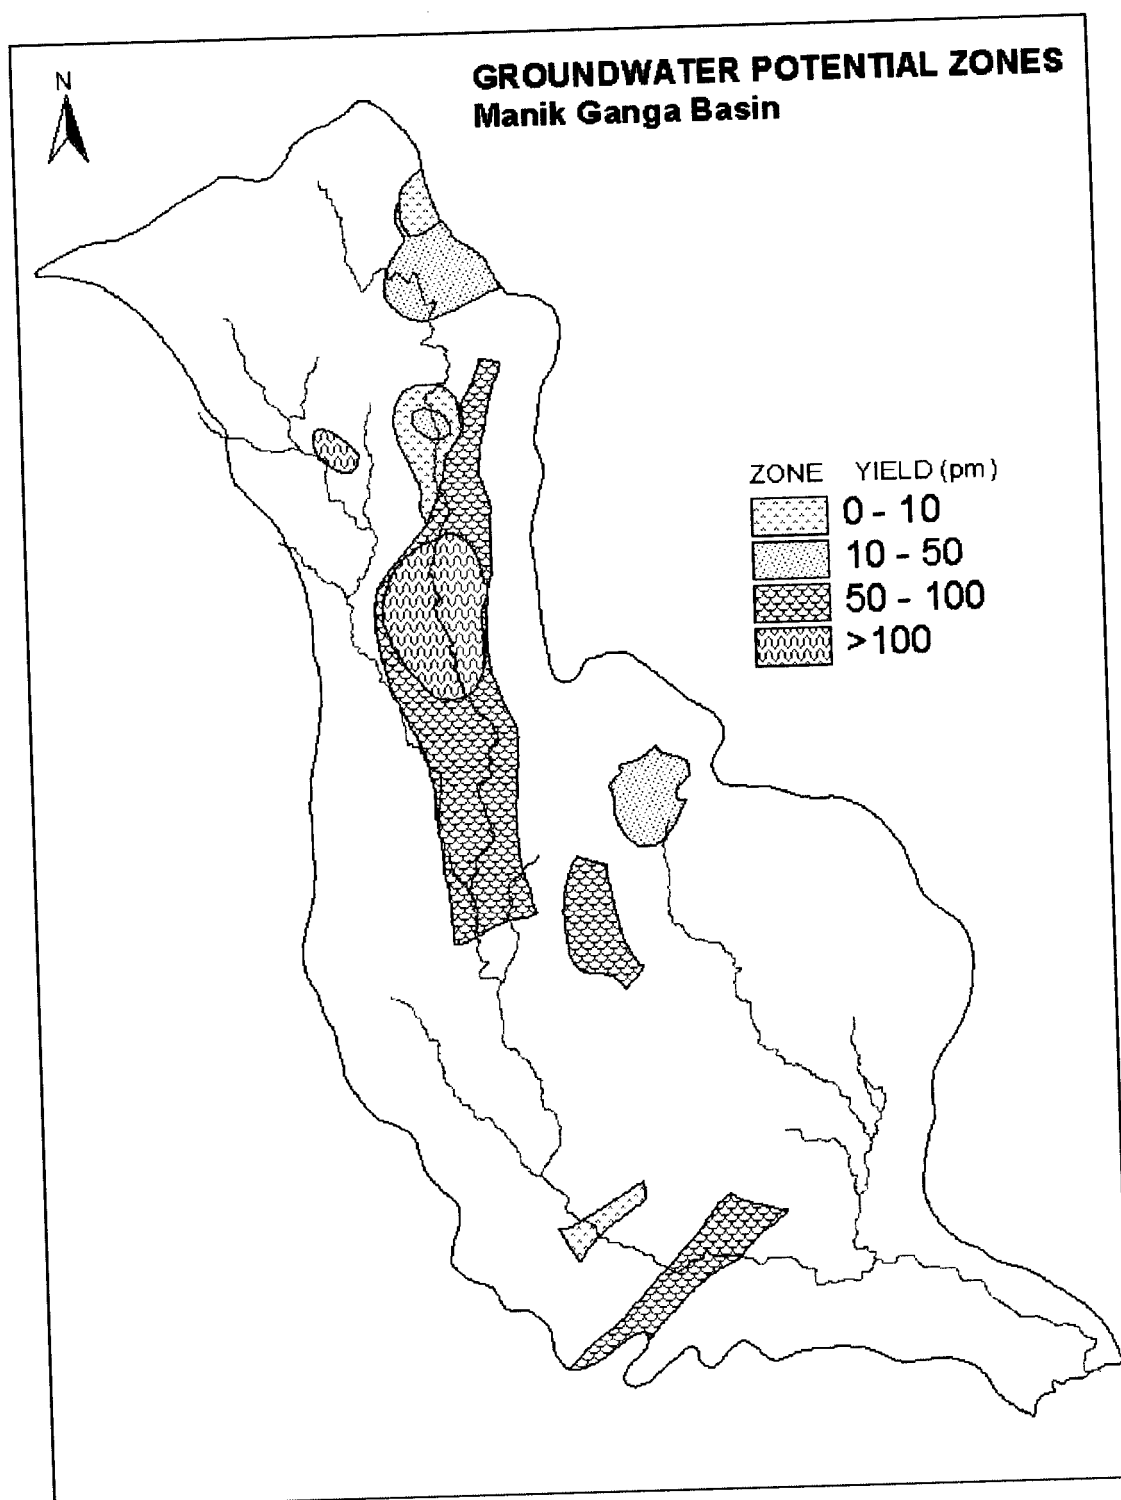 GROUNDWATER POTENTIAL ZONES
Manik Ganga Basin
N
ZONE YIELD (pm)
0 - 10
10 - 50
50 - 100
>100